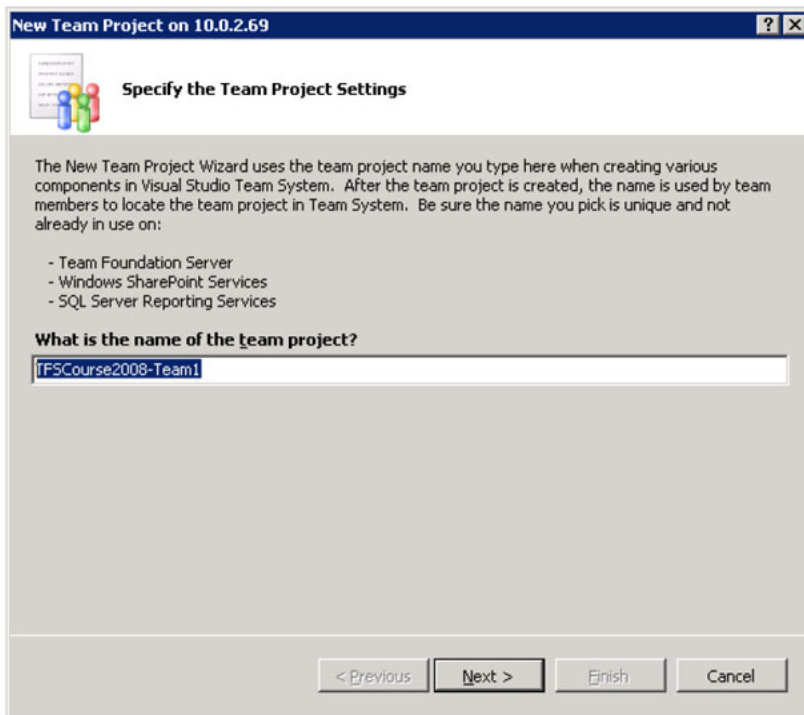 New Team Project on 10.0.2.69
Specify the Team Project Settings
The New Team Project Wizard uses the team project name you type here when creating various
components in Visual Studio Team System. After the team project is created, the name is used by team
members to locate the team project in Team System. Be sure the name you pick is unique and not
already in use on:
- Team Foundation Server
- Windows SharePoint Services
- SQL Server Reporting Services
What is the name of the team project?
TFSCourse2008-Team1
< Previous Next > Finish Cancel